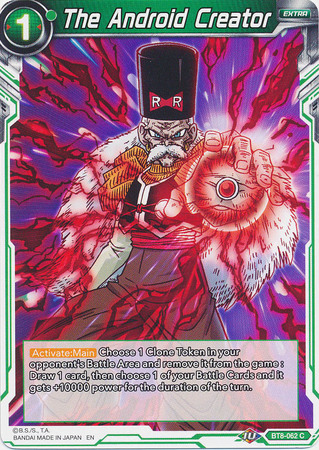 1
The Android Creator
EXTRA
R R
Activate:Main Choose 1 Clone Token in your
opponent's Battle Area and remove it from the game :
Draw 1 card, then choose 1 of your Battle Cards and it
gets +10000 power for the duration of the turn.
©B.S./S., T.A.
BANDAI MADE IN JAPAN EN
BT8-062 C